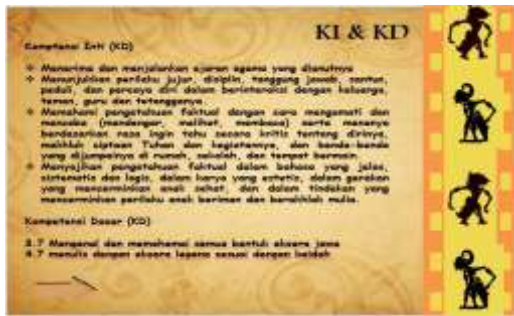 KI & KD
Kompetensi Inti (KD)
Menerima dan menjalankan ajaran agama yang dianutnya
Menunjukkan perilaku jujur, disiplin, tanggung jawab, santun,
peduli, dan percaya diri dalam berinteraksi dengan keluarga,
teman, guru dan tetangganya.
Memahami pengetahuan faktual dengan cara mengamati dan
mencoba (mendengar, melihat, membaca) serta menanya
berdasarkan rasa ingin tahu secara kritis tentang dirinya,
makhluk ciptaan Tuhan dan kegiatannya, dan benda-benda
yang dijumpainya di rumah, sekolah, dan tempat bermain.
Menyajikan pengetahuan faktual dalam bahasa yang jelas,
sistematis dan logis, dalam karya yang estetis, dalam gerakan
yang mencerminkan anak sehat, dan dalam tindakan yang
mencerminkan perilaku anak beriman dan berakhlak mulia.
Kompetensi Dasar (KD)
3.7 Mengenal dan memahami semua bentuk aksara jawa
4.7 menulis dengan aksara legena sesuai dengan kaidah